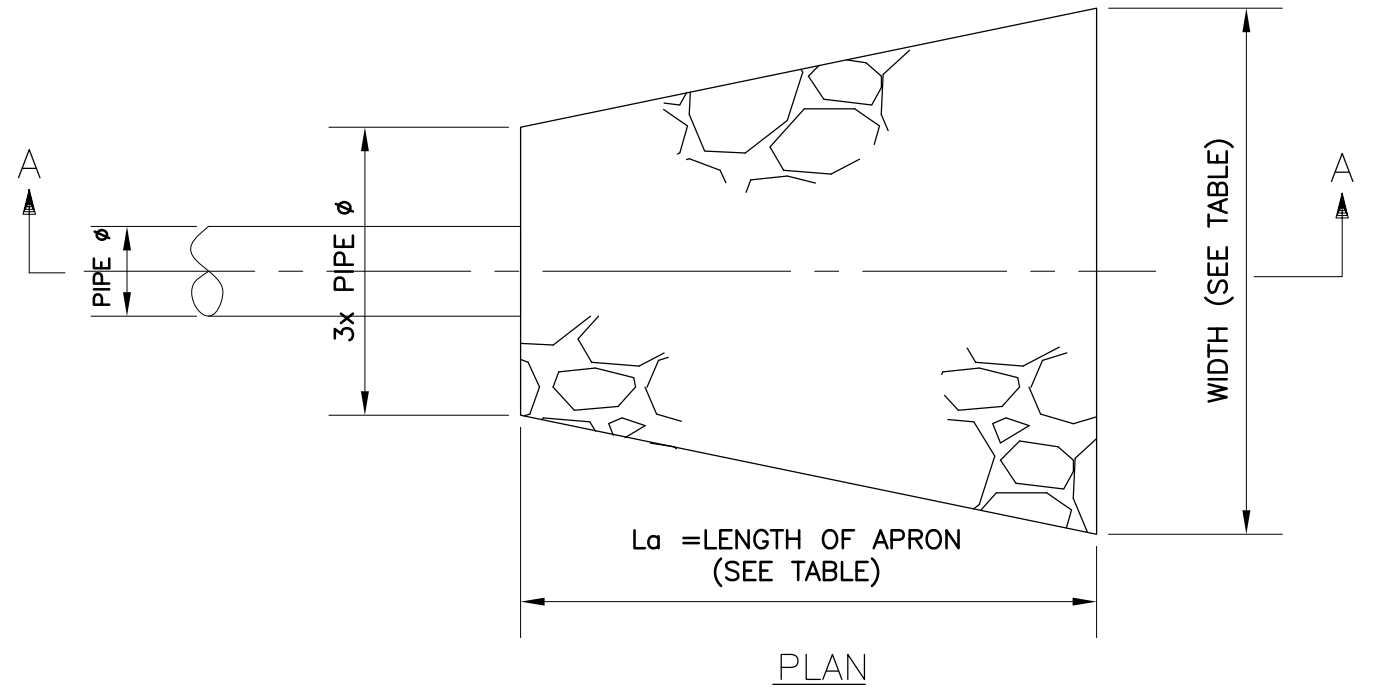 A
A
PIPE ø
3x PIPE ø
WIDTH (SEE TABLE)
La =LENGTH OF APRON
(SEE TABLE)
PLAN